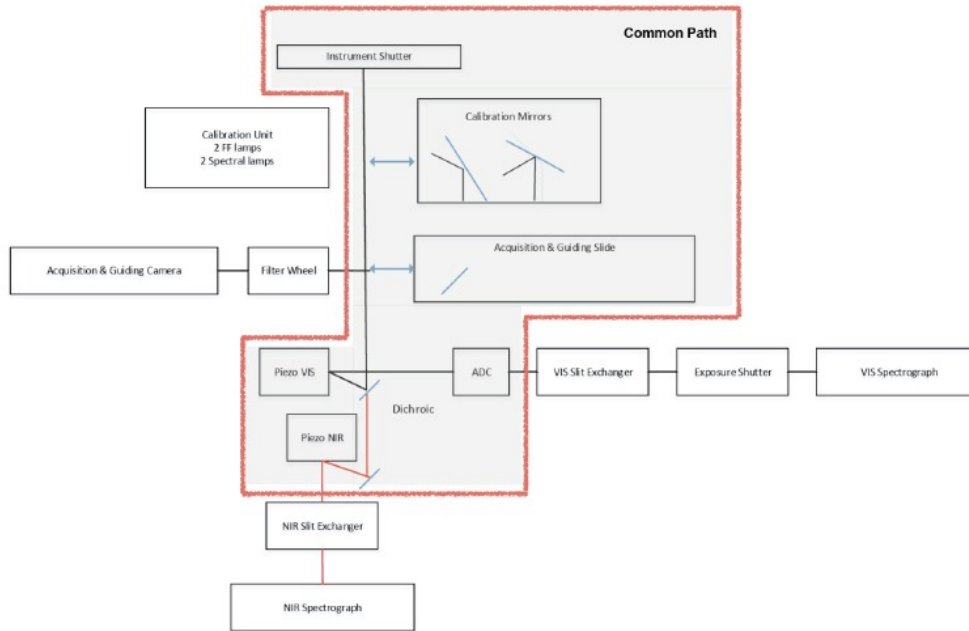 Common Path
Instrument Shutter
Calibration Unit
2 FF lamps
2 Spectral lamps
Calibration Mirrors
Acquisition & Guiding Slide
Acquisition & Guiding Camera
Filter Wheel
Piezo VIS
ADC
VIS Slit Exchanger
Exposure Shutter
VIS Spectrograph
Dichroic
Piezo NIR
NIR Slit Exchanger
NIR Spectrograph